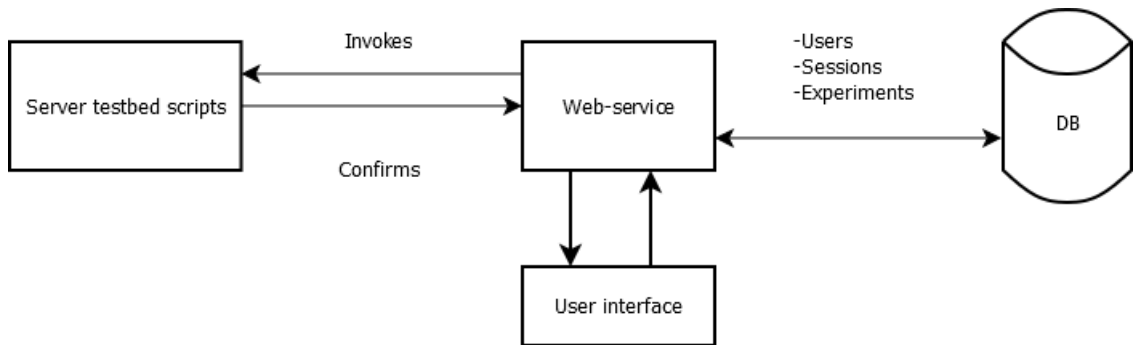 Invokes
-Users
-Sessions
-Experiments
Server testbed scripts
Web-service
DB
Confirms
User interface